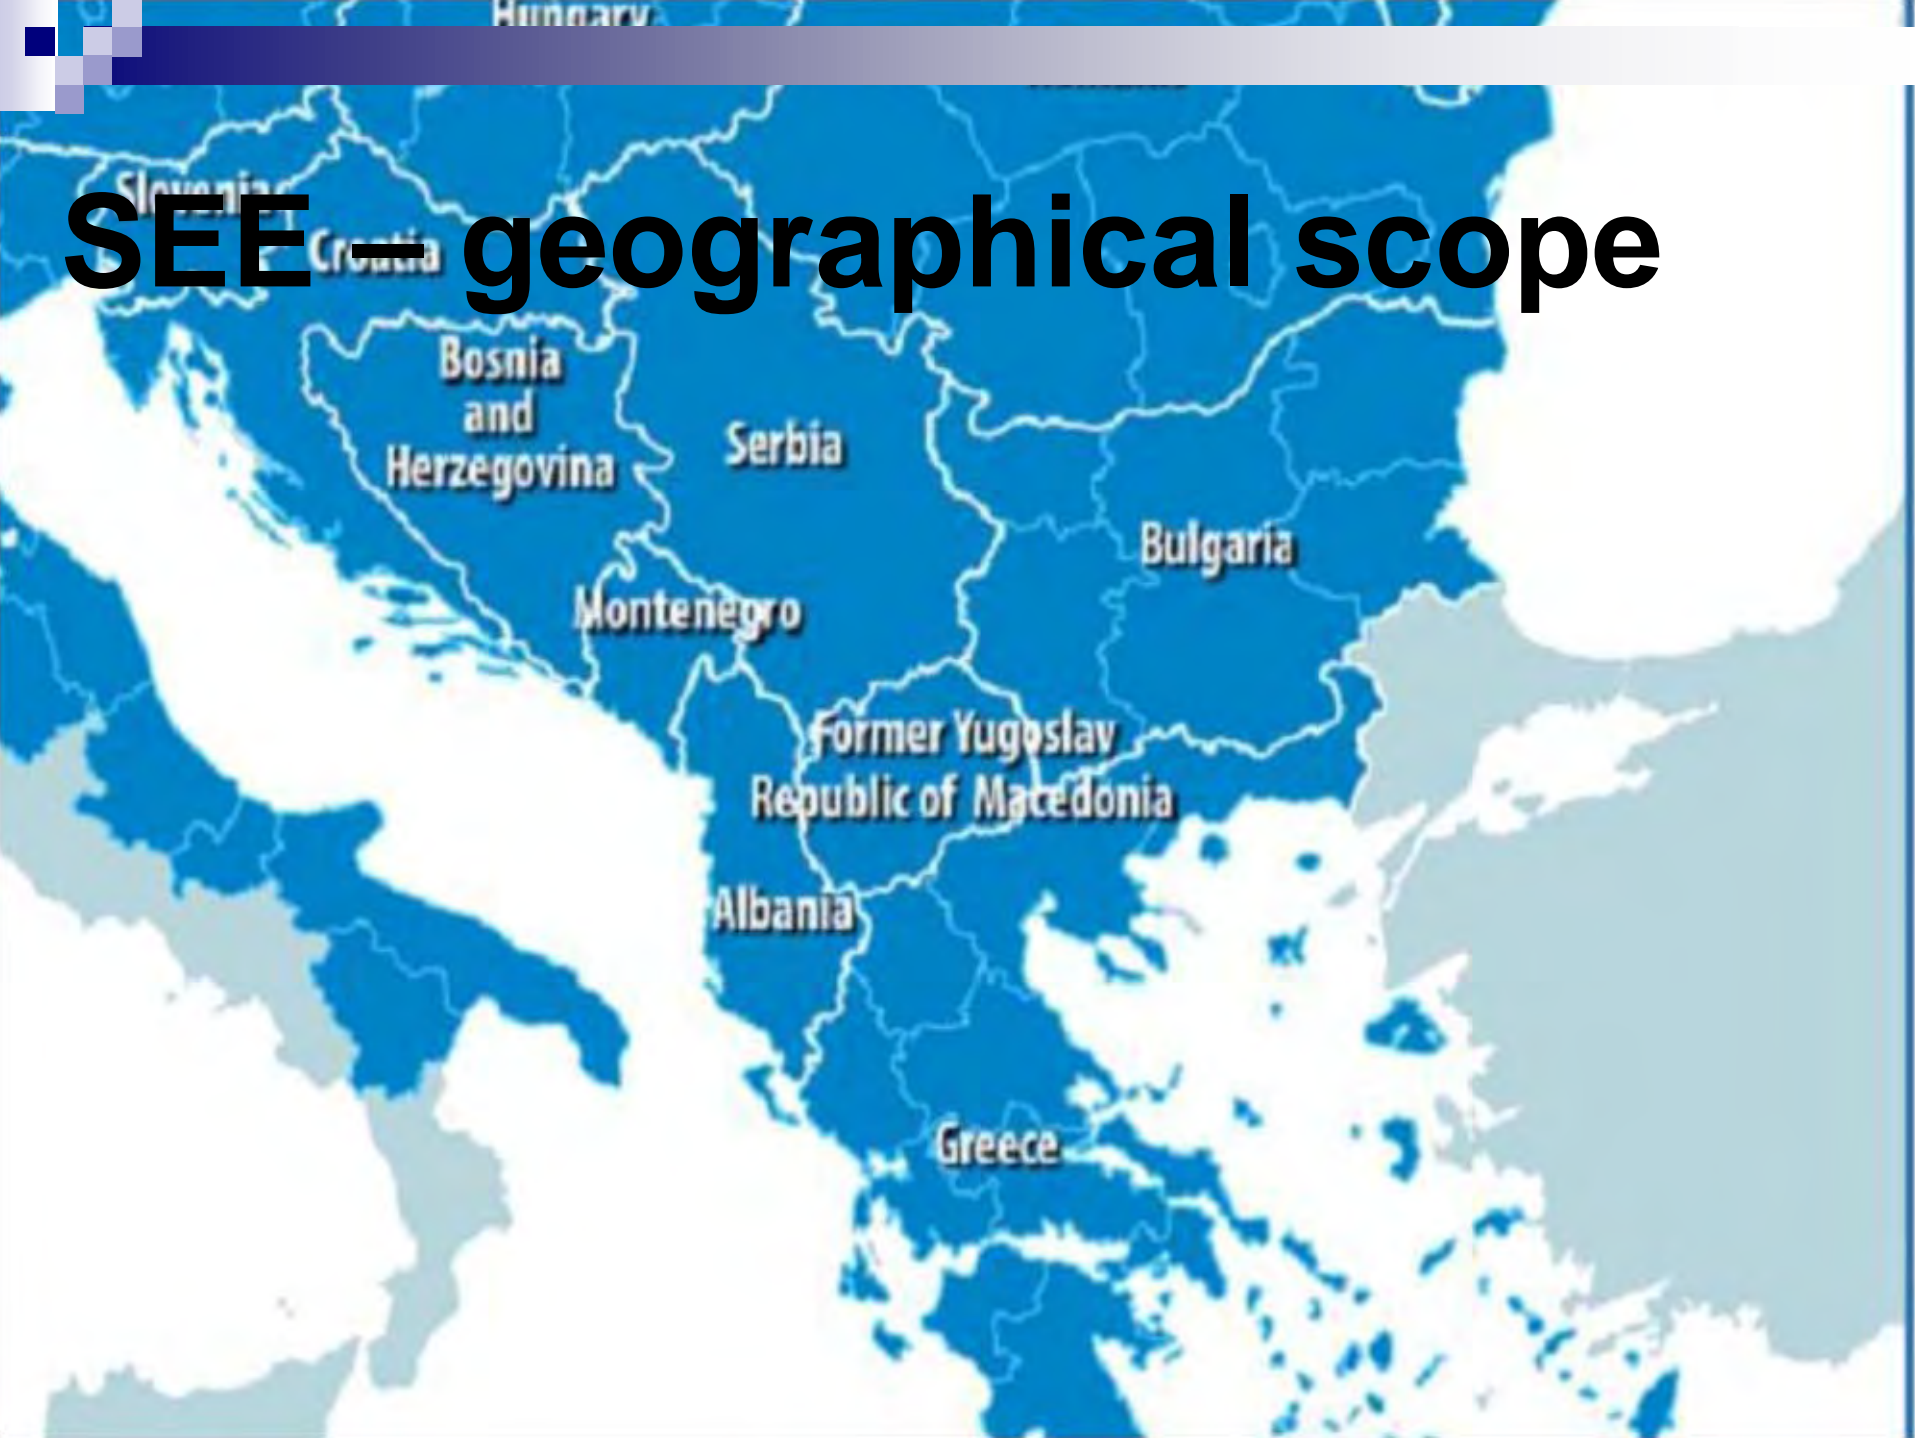 Hungary
Slovenia
SEE – geographical scope
Croatia
Bosnia
and
Herzegovina
Serbia
Bulgaria
Montenegro
Former Yugoslav
Republic of Macedonia
Albania
Greece